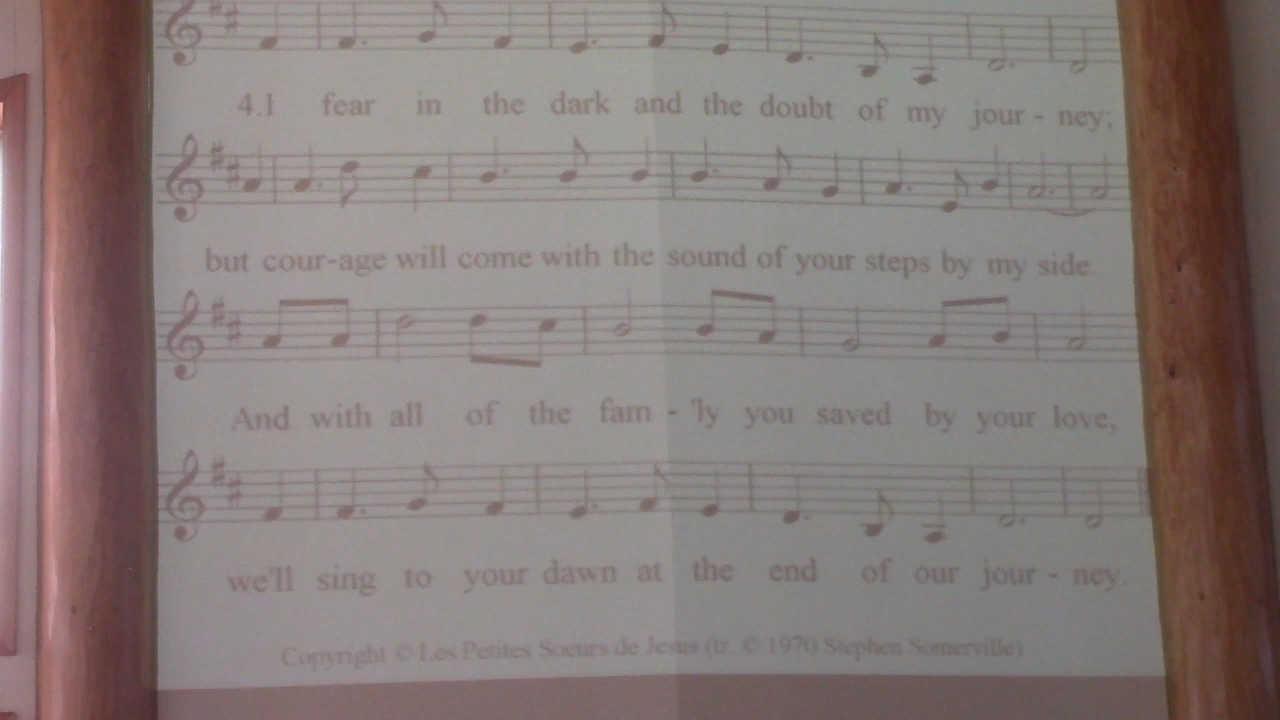 4.I fear in the dark and the doubt of my jour - ney;
but cour-age will come with the sound of your steps by my side.
And with all of the fam - 'ly you saved by your love,
we'll sing to your dawn at the end of our jour - ney.
Copyright © Les Petites Soeurs de Jesus (tr. © 1970 Stephen Somerville)